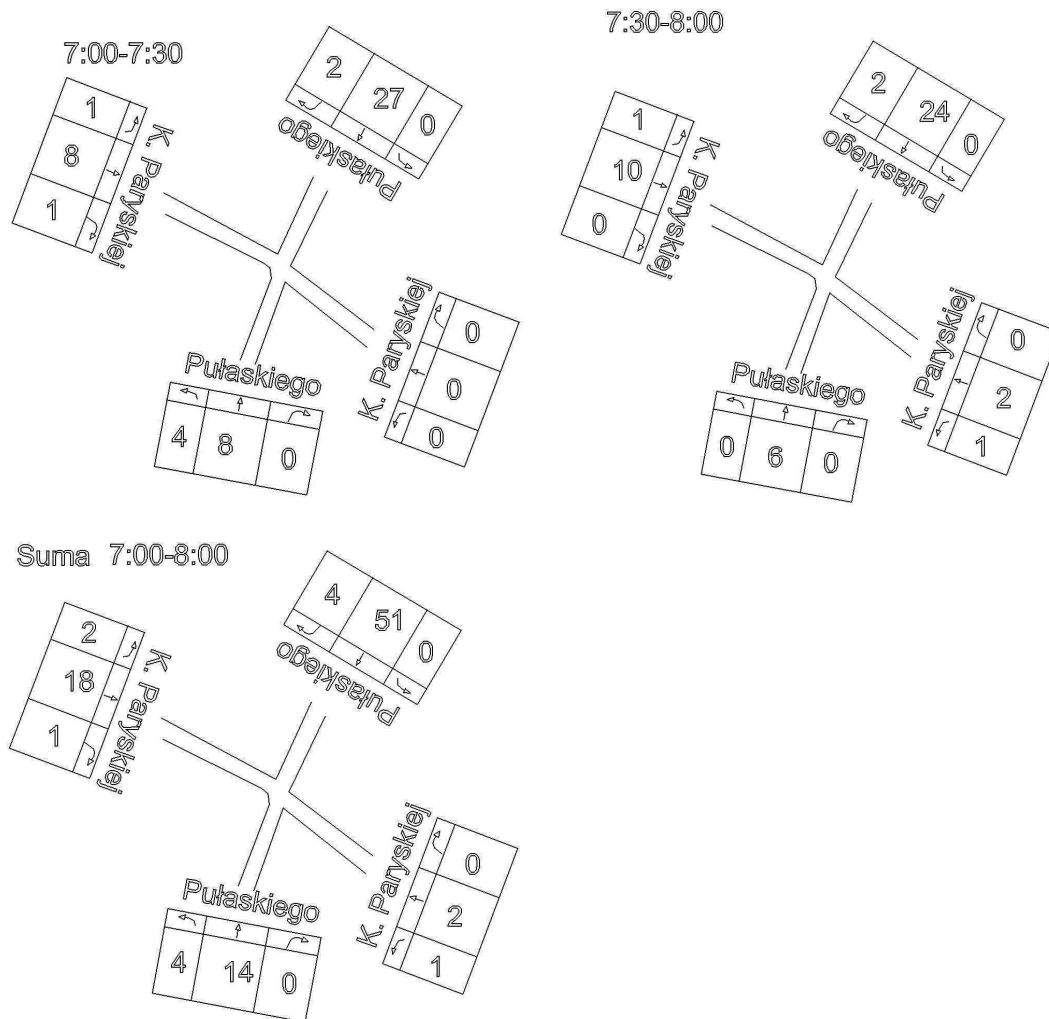 7:00-7:30
2 27 0
Pułaskiego
1
8
1
K. Paryskiej
K. Paryskiej
0
0
0
Pułaskiego
4 8 0
7:30-8:00
2 24 0
Pułaskiego
1
10
0
K. Paryskiej
K. Paryskiej
0
2
1
Pułaskiego
0 6 0
Suma 7:00-8:00
4 51 0
Pułaskiego
2
18
1
K. Paryskiej
K. Paryskiej
0
2
1
Pułaskiego
4 14 0